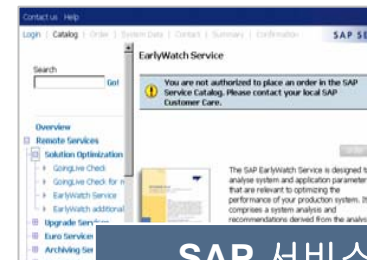 Contact us Help
Login | Catalog | Order | System Data | Contact | Summary | Confirmation
SAP SE
EarlyWatch Service
Search
Go!
You are not authorized to place an order in the SAP
Service Catalog. Please contact your local SAP
Customer Care.
Overview
Remote Services
Solution Optimization
GoingLive Check
GoingLive Check for
EarlyWatch Service
EarlyWatch additional
Upgrade Servic
Euro Services
Archiving Ser
The SAP EarlyWatch Service is designed t
analyse system and application parameter
that are relevant to optimizing the
performance of your production system. It
comprises a system analysis and
recommendations derived from the analys
SAP 서비스